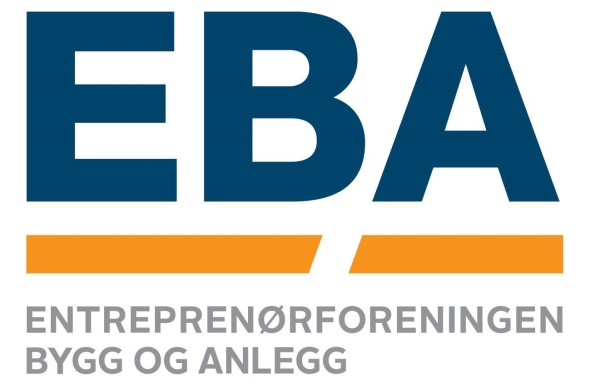 EBA
ENTREPRENØRFORENINGEN
BYGG OG ANLEGG